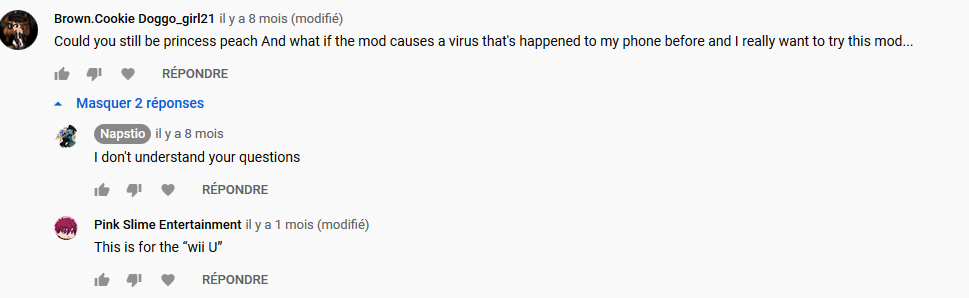 Brown.Cookie Doggo_girl21 il y a 8 mois (modifié)
Could you still be princess peach And what if the mod causes a virus that's happened to my phone before and I really want to try this mod...
RÉPONDRE
Masquer 2 réponses
Napstio il y a 8 mois
I don't understand your questions
RÉPONDRE
Pink Slime Entertainment il y a 1 mois (modifié)
This is for the “wii U”
RÉPONDRE